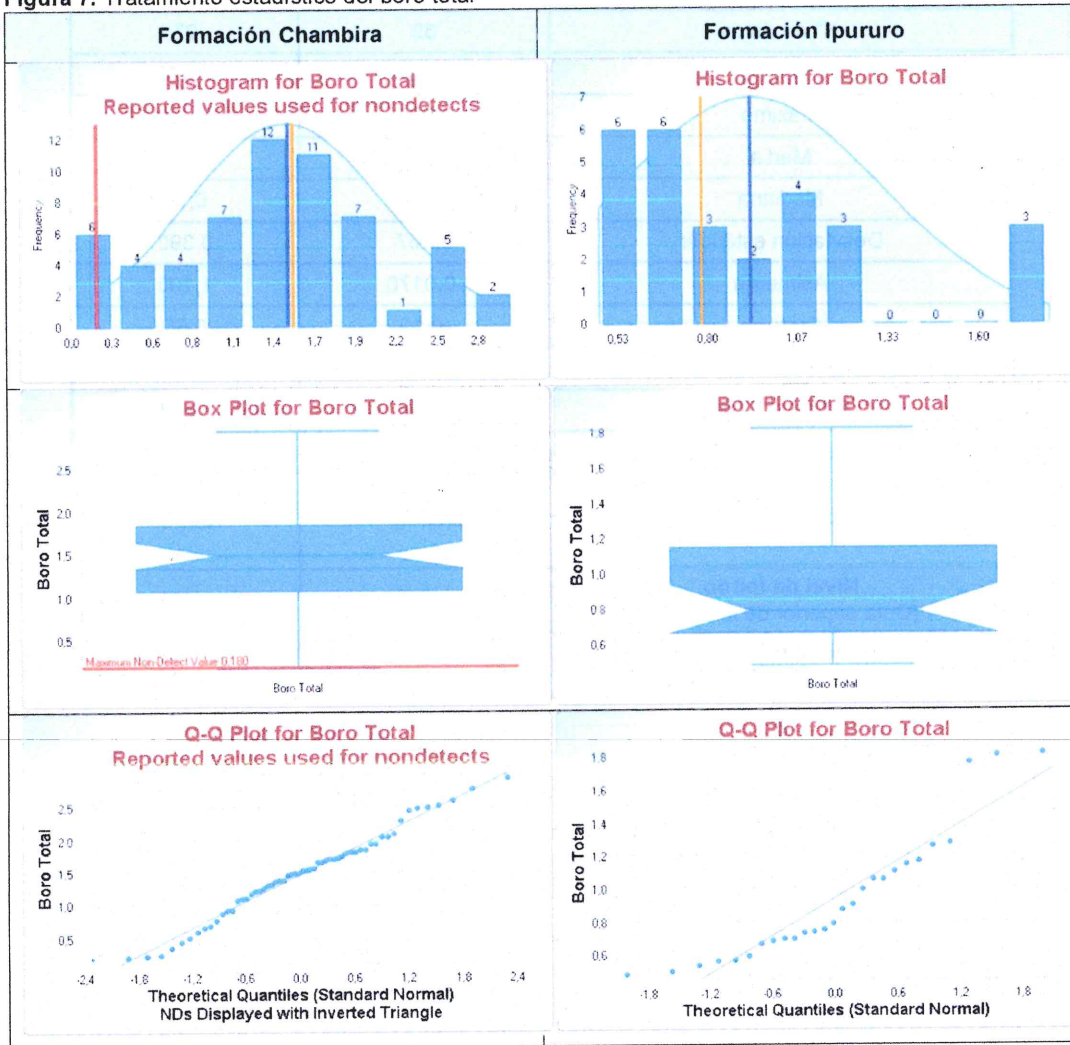 Figura 7. Tratamiento estadístico del boro total
Formación Chambira
Formación Ipururo
Histogram for Boro Total
Reported values used for nondetects
Frequency
12
10
8
6
4
2
0
6
4
4
7
12
11
7
1
5
2
0,0 0,3 0,6 0,8 1,1 1,4 1,7 1,9 2,2 2,5 2,8
Histogram for Boro Total
Frequency
7
6
5
4
3
2
1
0
6
6
3
2
4
3
0
0
0
3
0,53 0,80 1,07 1,33 1,60
Box Plot for Boro Total
Boro Total
2.5
2.0
1.5
1.0
0.5
Maximum Non-Detect Value 0.180
Boro Total
Box Plot for Boro Total
Boro Total
1.8
1.6
1.4
1.2
1.0
0.8
0.6
Boro Total
Q-Q Plot for Boro Total
Reported values used for nondetects
Boro Total
2.5
2.0
1.5
1.0
0.5
-2,4 -1,8 -1,2 -0,6 0,0 0,6 1,2 1,8 2,4
Theoretical Quantiles (Standard Normal)
NDs Displayed with Inverted Triangle
Q-Q Plot for Boro Total
Boro Total
1.8
1.6
1.4
1.2
1.0
0.8
0.6
-1,8 -1,2 -0,6 0,0 0,6 1,2 1,8
Theoretical Quantiles (Standard Normal)